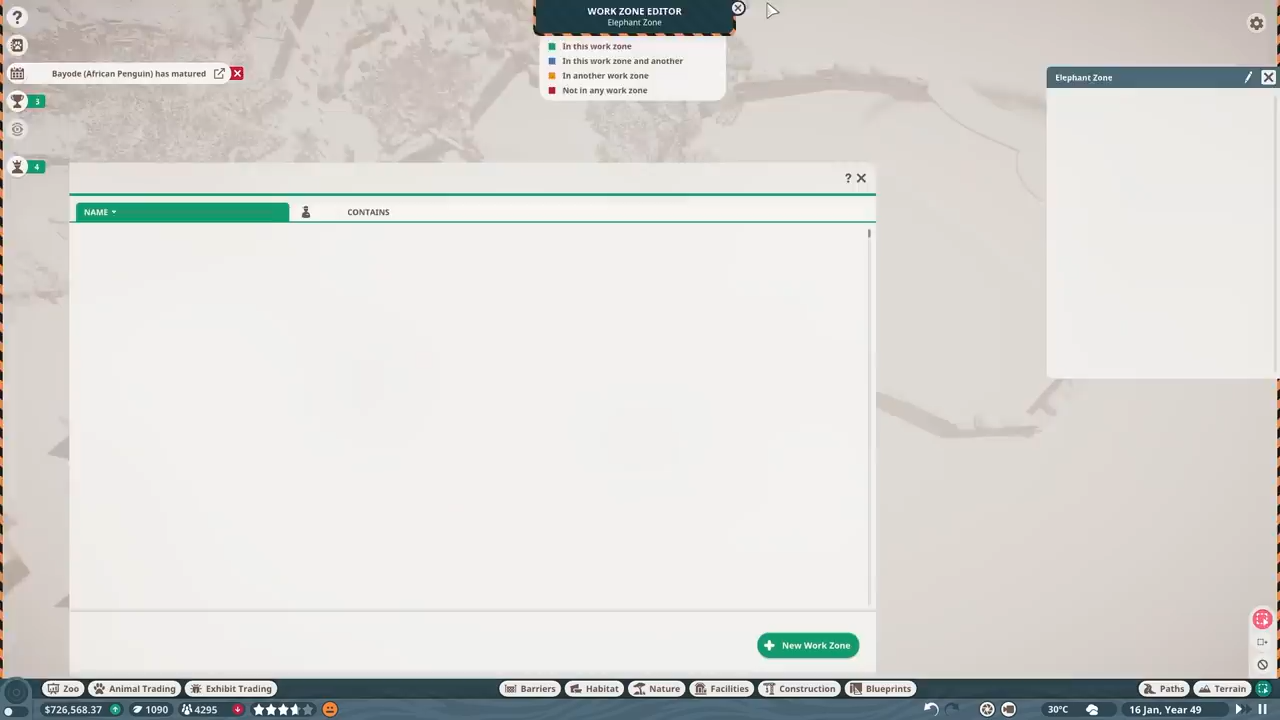 WORK ZONE EDITOR
Elephant Zone
In this work zone
In this work zone and another
In another work zone
Not in any work zone
?
Bayode (African Penguin) has matured
3
4
Elephant Zone
?
NAME
CONTAINS
New Work Zone
Zoo
Animal Trading
Exhibit Trading
Barriers
Habitat
Nature
Facilities
Construction
Blueprints
Paths
Terrain
$726,568.37
1090
4295
30°C
16 Jan, Year 49